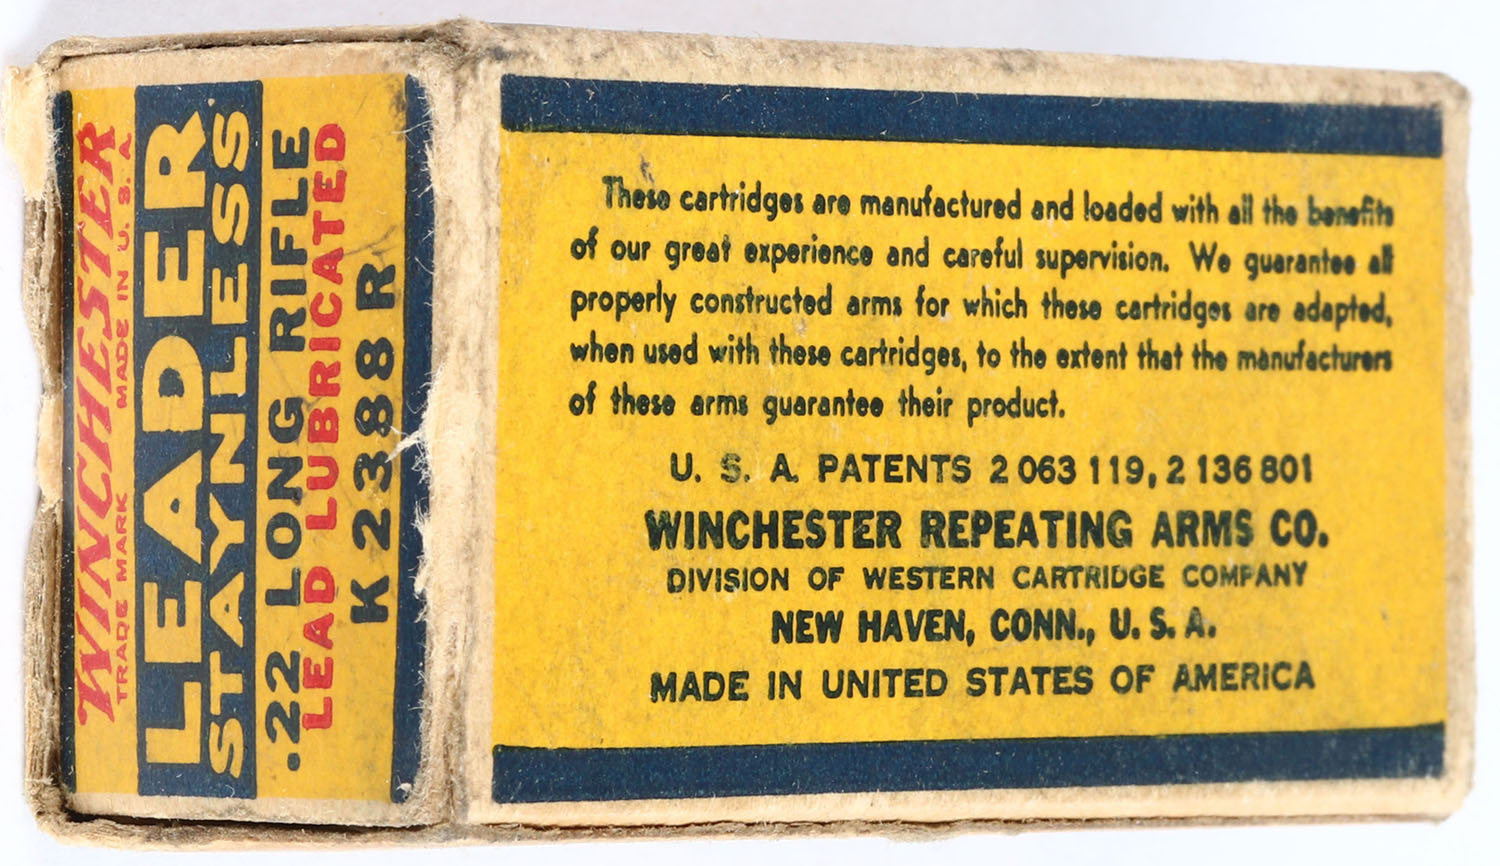 WINCHESTER
TRADE MARK MADE IN U. S. A.
LEADER
STAYNLESS
.22 LONG RIFLE
LEAD LUBRICATED
K 2388 R
These cartridges are manufactured and loaded with all the benefits
of our great experience and careful supervision. We guarantee all
properly constructed arms for which these cartridges are adapted,
when used with these cartridges, to the extent that the manufacturers
of these arms guarantee their product.
U. S. A. PATENTS 2 063 119, 2 136 801
WINCHESTER REPEATING ARMS CO.
DIVISION OF WESTERN CARTRIDGE COMPANY
NEW HAVEN, CONN., U. S. A.
MADE IN UNITED STATES OF AMERICA